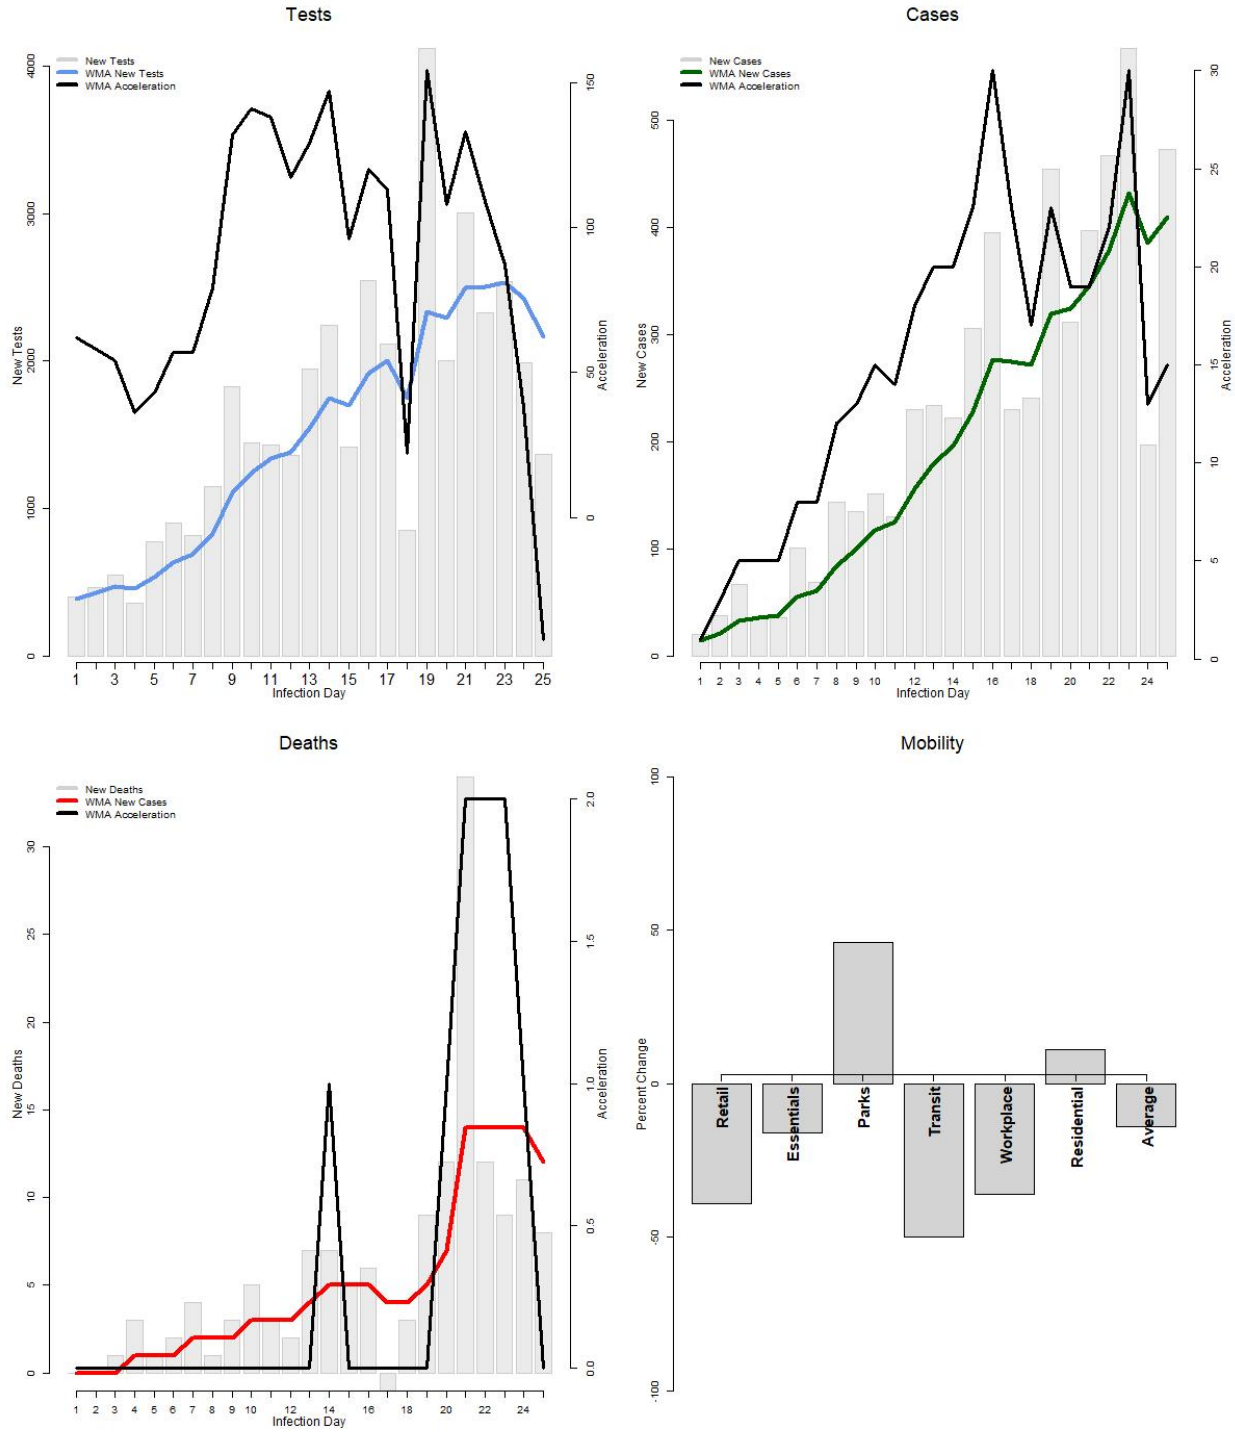 Tests
New Tests
WMA New Tests
WMA Acceleration
4000
3000
2000
1000
0
New Tests
150
100
50
0
Acceleration
1 3 5 7 9 11 13 15 17 19 21 23 25
Infection Day
Cases
New Cases
WMA New Cases
WMA Acceleration
500
400
300
200
100
0
New Cases
30
25
20
15
10
5
0
Acceleration
1 2 3 4 5 6 7 8 9 10 12 14 16 18 20 22 24
Infection Day
Deaths
New Deaths
WMA New Cases
WMA Acceleration
30
25
20
15
10
5
0
New Deaths
2.0
1.5
1.0
0.5
0.0
Acceleration
1 2 3 4 5 6 7 8 9 10 12 14 16 18 20 22 24
Infection Day
Mobility
100
50
0
-50
-100
Percent Change
Retail
Essentials
Parks
Transit
Workplace
Residential
Average